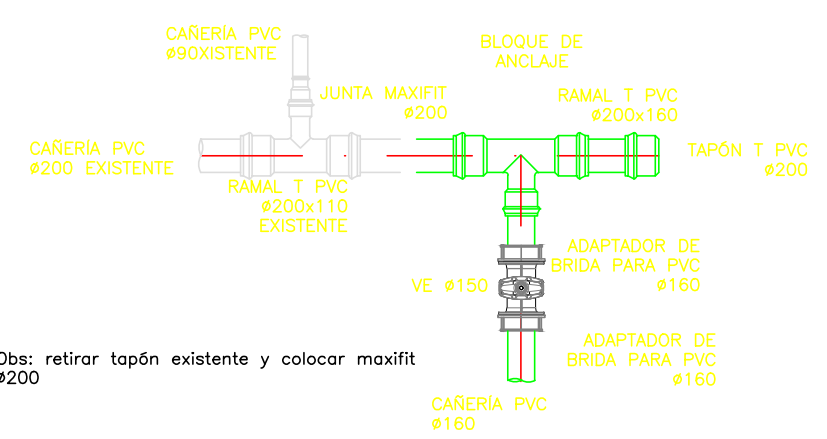 CAÑERÍA PVC
ø90XISTENTE
BLOQUE DE
ANCLAJE
JUNTA MAXIFIT
ø200
RAMAL T PVC
ø200x160
CAÑERÍA PVC
ø200 EXISTENTE
TAPÓN T PVC
ø200
RAMAL T PVC
ø200x110
EXISTENTE
ADAPTADOR DE
BRIDA PARA PVC
ø160
VE ø150
ADAPTADOR DE
BRIDA PARA PVC
ø160
Obs: retirar tapón existente y colocar maxifit
ø200
CAÑERÍA PVC
ø160